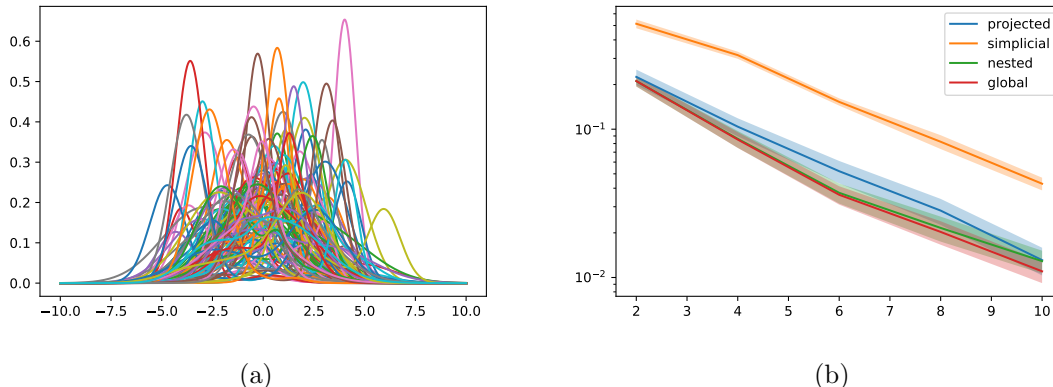 0.6
0.5
0.4
0.3
0.2
0.1
0.0
−10.0 −7.5 −5.0 −2.5 0.0 2.5 5.0 7.5 10.0
(a)
projected
simplicial
nested
global
10⁻¹
10⁻²
2 3 4 5 6 7 8 9 10
(b)